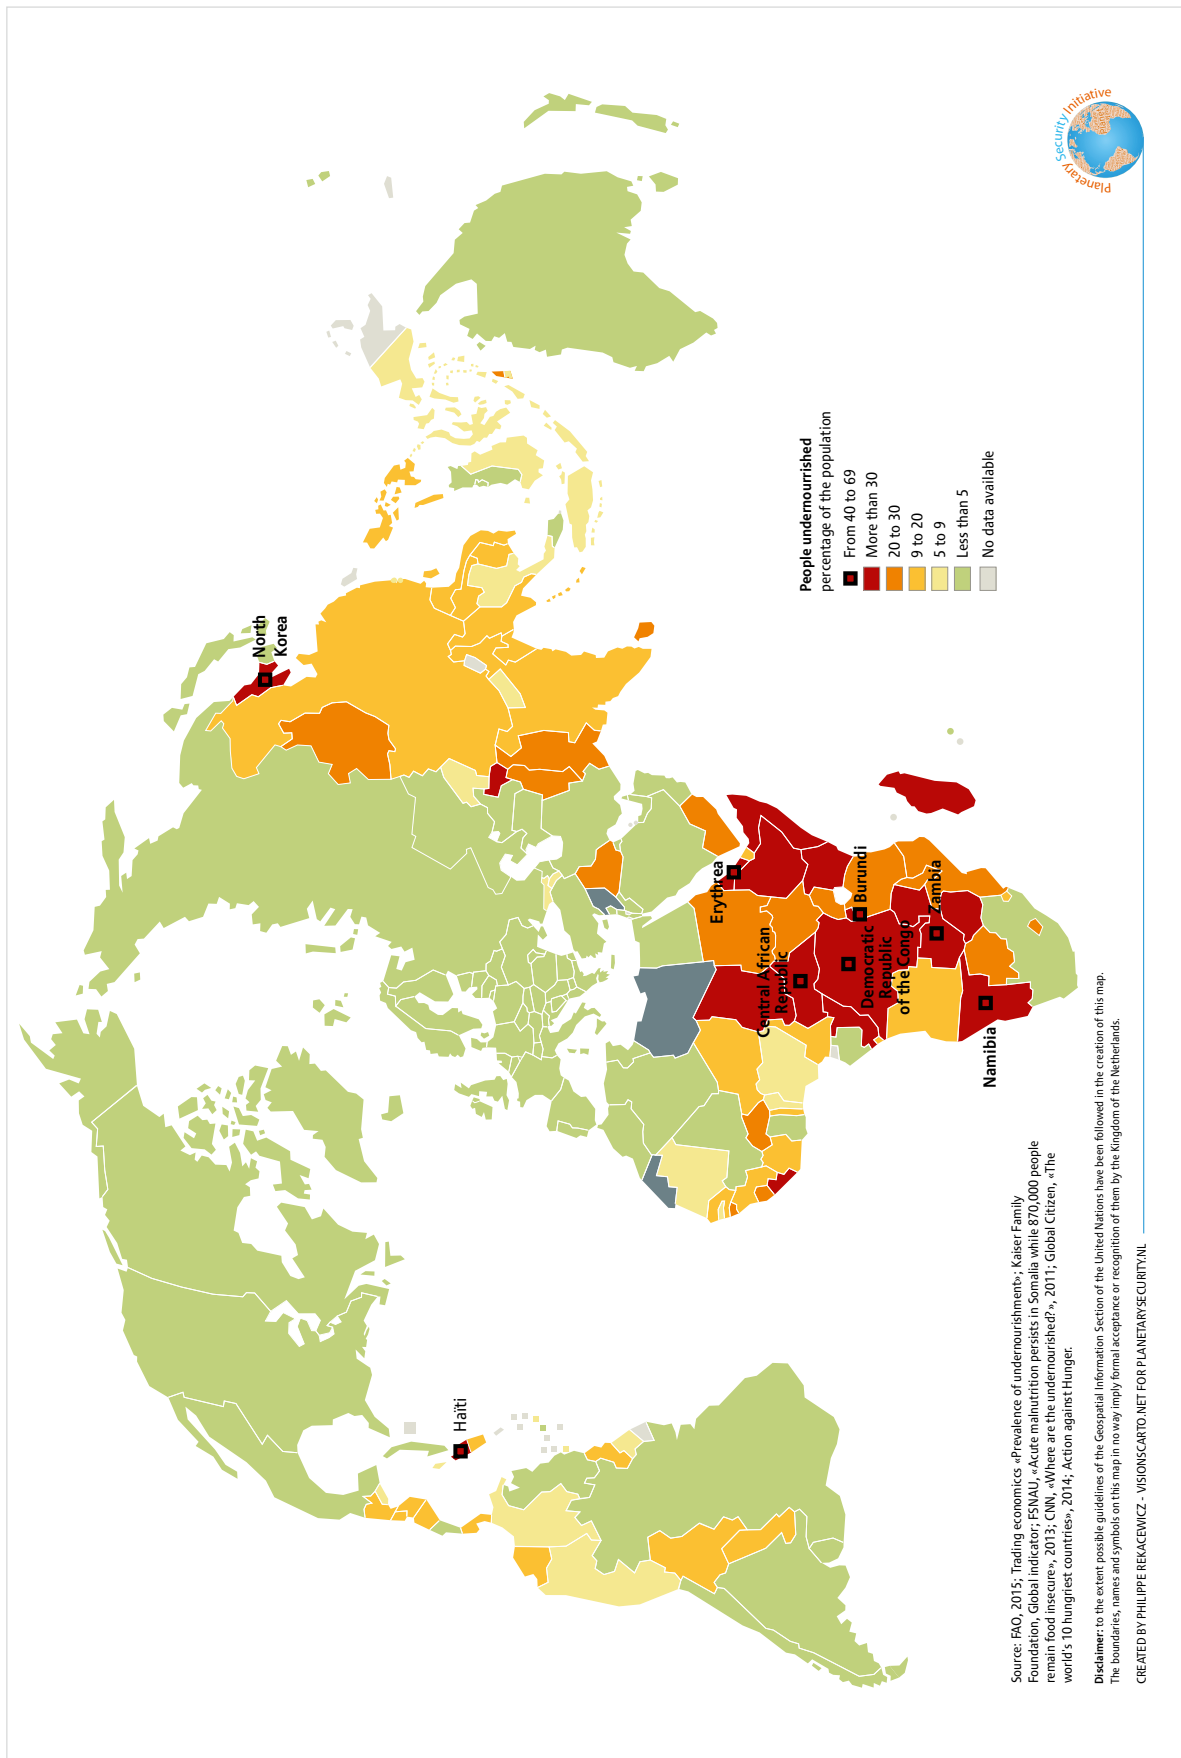 Planetary Security Initiative
North
Korea
People undernourrished
percentage of the population
From 40 to 69
More than 30
20 to 30
9 to 20
5 to 9
Less than 5
No data available
Haïti
Erythrea
Central African
Republic
Burundi
Democratic
Republic
of the Congo
Zambia
Namibia
Source: FAO, 2015; Trading economiccs «Prevalence of undernourishment»; Kaiser Family
Foundation, Global indicator; FSNAU, «Acute malnutrition persists in Somalia while 870,000 people
remain food insecure», 2013; CNN, «Where are the undernourished? », 2011; Global Citizen, «The
world's 10 hungriest countries», 2014; Action against Hunger.
Disclaimer: to the extent possible guidelines of the Geospatial Information Section of the United Nations have been followed in the creation of this map.
The boundaries, names and symbols on this map in no way imply formal acceptance or recognition of them by the Kingdom of the Netherlands.
CREATED BY PHILIPPE REKACEWICZ - VISIONSCARTO.NET FOR PLANETARYSECURITY.NL